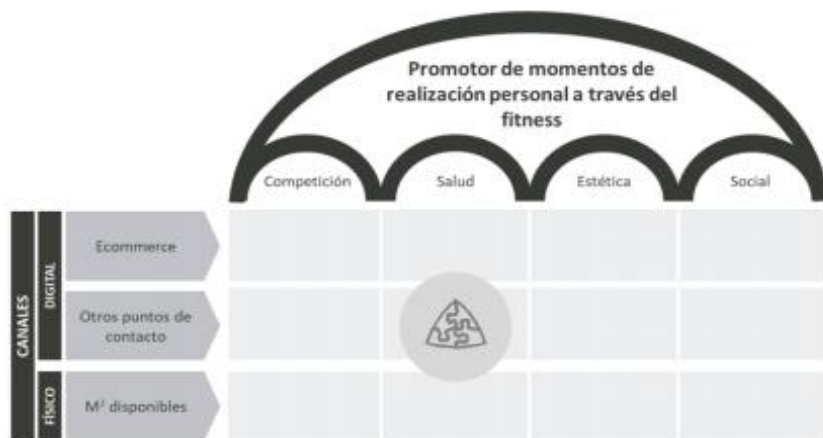 Promotor de momentos de
realización personal a través del
fitness
Competición
Salud
Estética
Social
CANALES
DIGITAL
Ecommerce
Otros puntos de
contacto
FÍSICO
M² disponibles